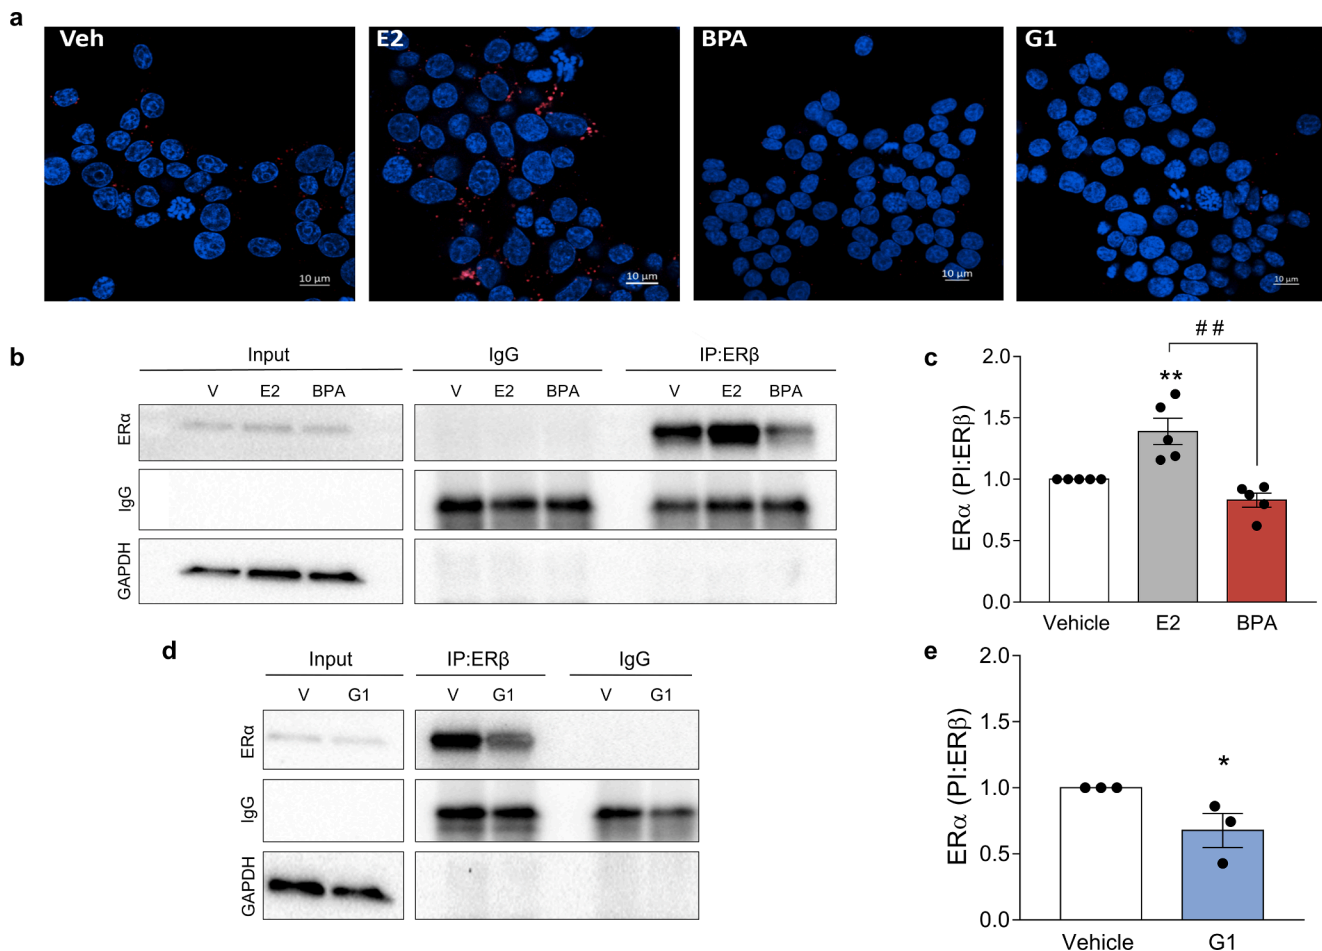 a
Veh
E2
BPA
G1
10 μm
10 μm
10 μm
10 μm
b
Input
IgG
IP:ERβ
V E2 BPA
V E2 BPA
V E2 BPA
ERα
IgG
GAPDH
c
ERα (PI:ERβ)
2.0
1.5
1.0
0.5
0.0
**
# #
Vehicle
E2
BPA
d
Input
IP:ERβ
IgG
V G1
V G1
V G1
ERα
IgG
GAPDH
e
ERα (PI:ERβ)
2.0
1.5
1.0
0.5
0.0
*
Vehicle
G1